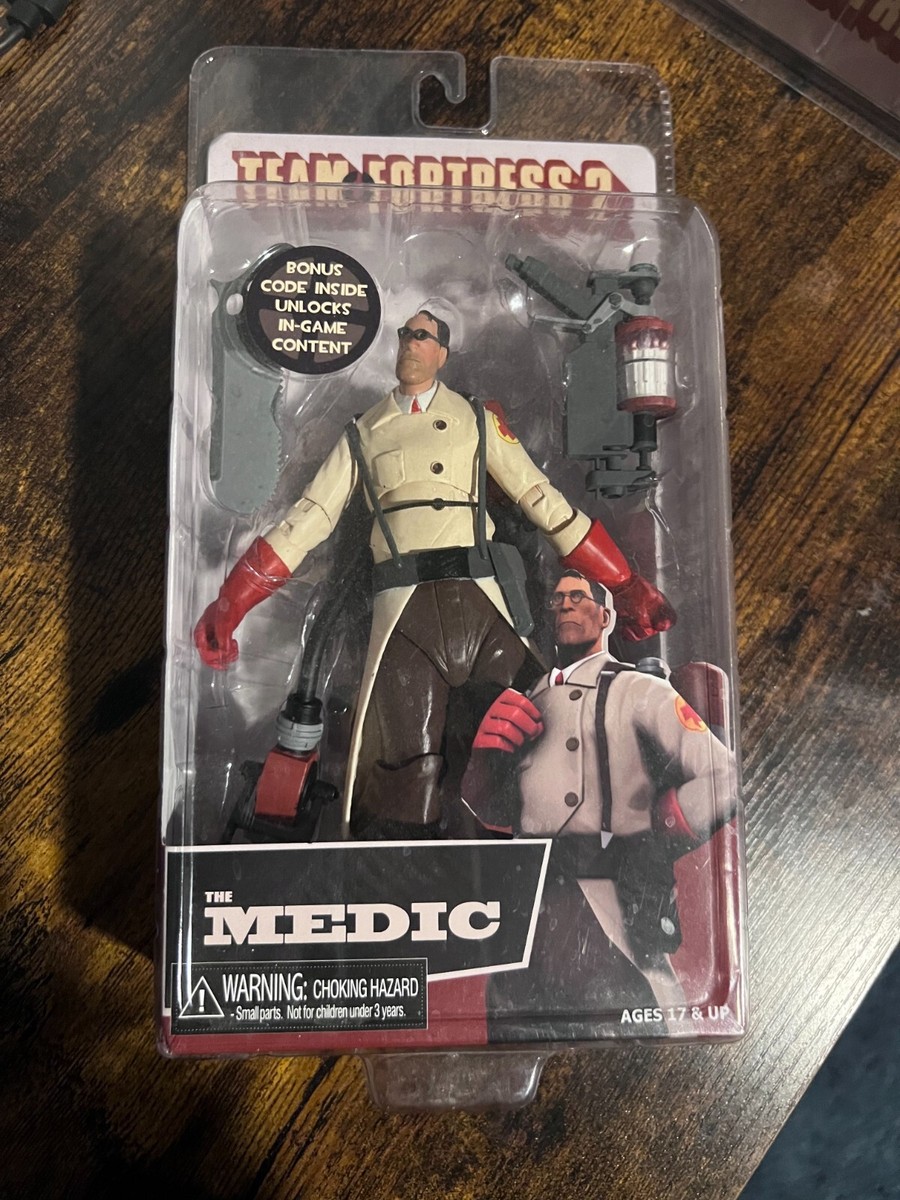 TEAM FORTRESS 2
BONUS
CODE INSIDE
UNLOCKS
IN-GAME
CONTENT
THE
MEDIC
WARNING: CHOKING HAZARD
- Small parts. Not for children under 3 years.
AGES 17 & UP